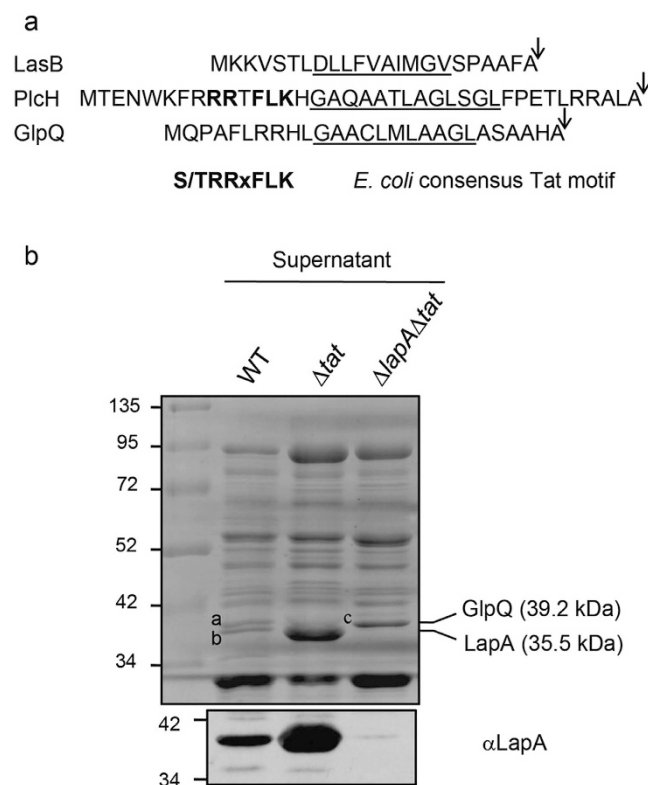 a
LasB MKKVSTLDLLFVAIMGVSPAAFA
PlcH MTENWKFRRRTFLKHGAQAATLAGLSGLFPETLRRALA
GlpQ MQPAFLRRHLGAACLMLAAGLASAAHA
S/TRRxFLK E. coli consensus Tat motif
b
Supernatant
WT Δtat ΔlapAΔtat
135
95
72
52
42
a c GlpQ (39.2 kDa)
b LapA (35.5 kDa)
34
42
αLapA
34